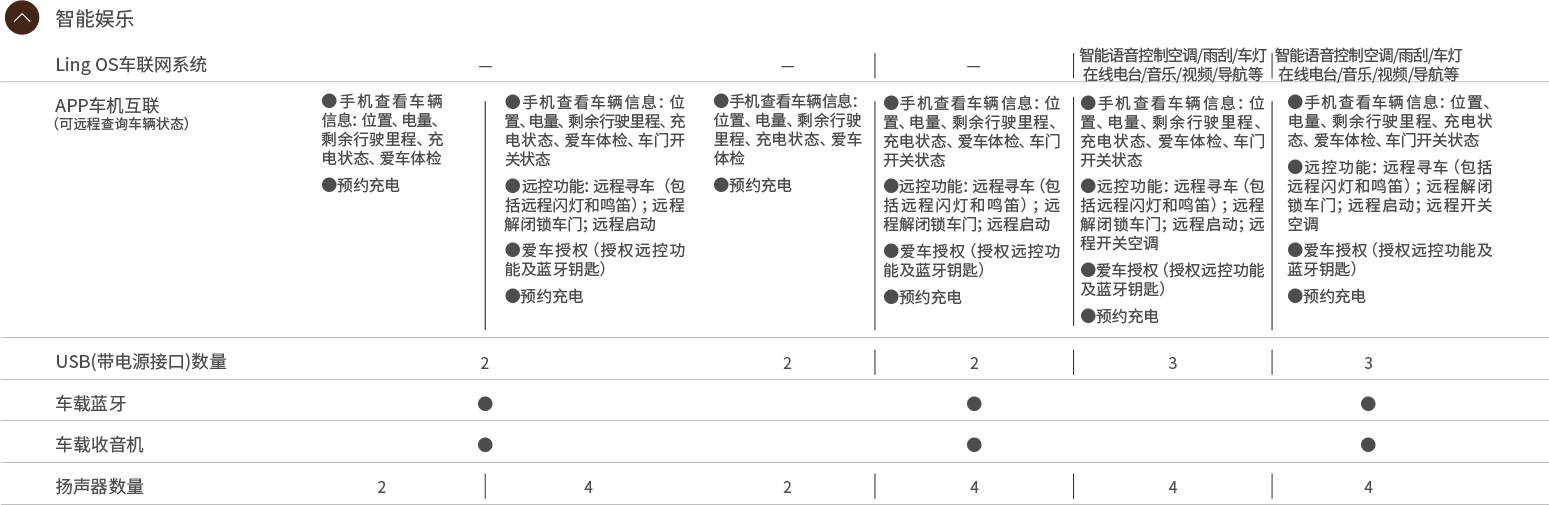 智能娱乐
Ling OS车联网系统
—
—
—
智能语音控制空调/雨刮/车灯
在线电台/音乐/视频/导航等
智能语音控制空调/雨刮/车灯
在线电台/音乐/视频/导航等
APP车机互联
（可远程查询车辆状态）
●手机查看车辆
信息：位置、电量、
剩余行驶里程、充
电状态、爱车体检
●预约充电
●手机查看车辆信息：位
置、电量、剩余行驶里程、充
电状态、爱车体检、车门开
关状态
●远控功能：远程寻车（包
括远程闪灯和鸣笛）；远程
解闭锁车门；远程启动
●爱车授权（授权远控功
能及蓝牙钥匙）
●预约充电
●手机查看车辆信息：
位置、电量、剩余行驶
里程、充电状态、爱车
体检
●预约充电
●手机查看车辆信息：位
置、电量、剩余行驶里程、
充电状态、爱车体检、车门
开关状态
●远控功能：远程寻车（包
括远程闪灯和鸣笛）；远
程解闭锁车门；远程启动
●爱车授权（授权远控功
能及蓝牙钥匙）
●预约充电
●手机查看车辆信息：位
置、电量、剩余行驶里程、
充电状态、爱车体检、车门
开关状态
●远控功能：远程寻车（包
括远程闪灯和鸣笛）；远程
解闭锁车门；远程启动；远
程开关空调
●爱车授权（授权远控功能
及蓝牙钥匙）
●预约充电
●手机查看车辆信息：位置、
电量、剩余行驶里程、充电状
态、爱车体检、车门开关状态
●远控功能：远程寻车（包括
远程闪灯和鸣笛）；远程解闭
锁车门；远程启动；远程开关
空调
●爱车授权（授权远控功能及
蓝牙钥匙）
●预约充电
USB(带电源接口)数量
2
2
2
3
3
车载蓝牙
●
●
●
车载收音机
●
●
●
扬声器数量
2
4
2
4
4
4